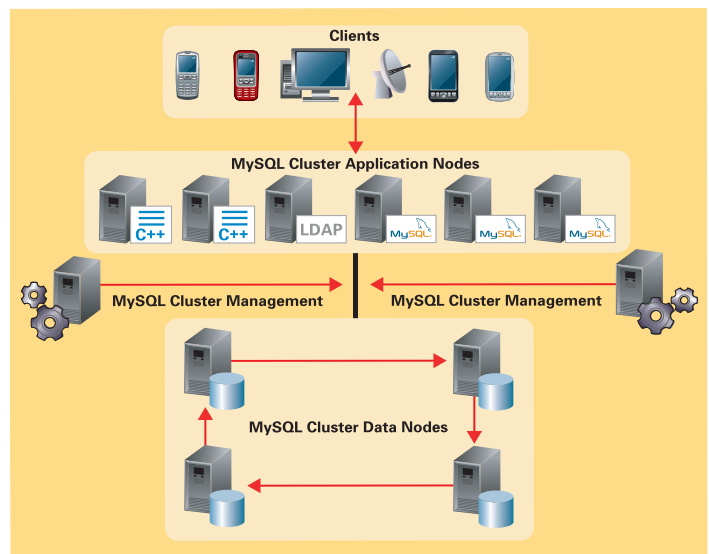 Clients
MySQL Cluster Application Nodes
C++
C++
LDAP
MySQL
MySQL
MySQL
MySQL Cluster Management
MySQL Cluster Management
MySQL Cluster Data Nodes